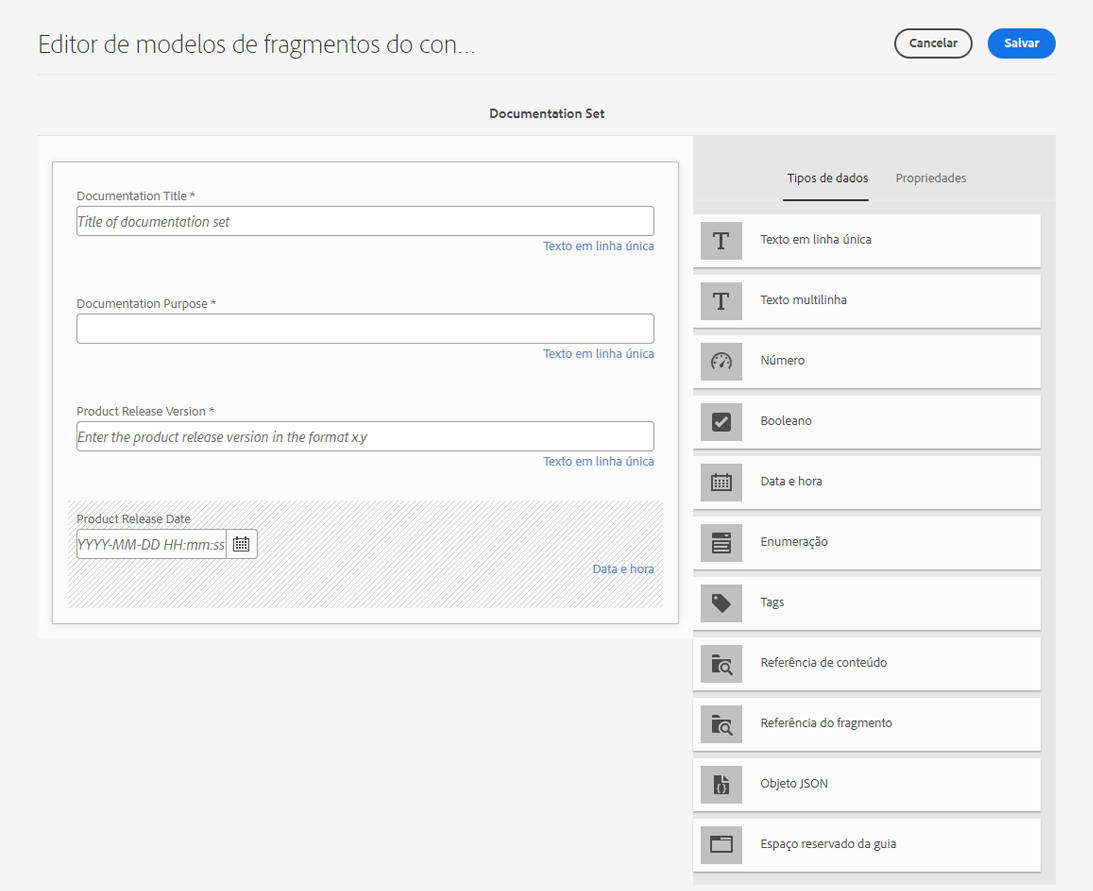 Editor de modelos de fragmentos do con...
Cancelar
Salvar
Documentation Set
Documentation Title *
Title of documentation set
Texto em linha única
Documentation Purpose *
Texto em linha única
Product Release Version *
Enter the product release version in the format x.y
Texto em linha única
Product Release Date
YYYY-MM-DD HH:mm:ss
Data e hora
Tipos de dados
Propriedades
Texto em linha única
Texto multilinha
Número
Booleano
Data e hora
Enumeração
Tags
Referência de conteúdo
Referência do fragmento
Objeto JSON
Espaço reservado da guia